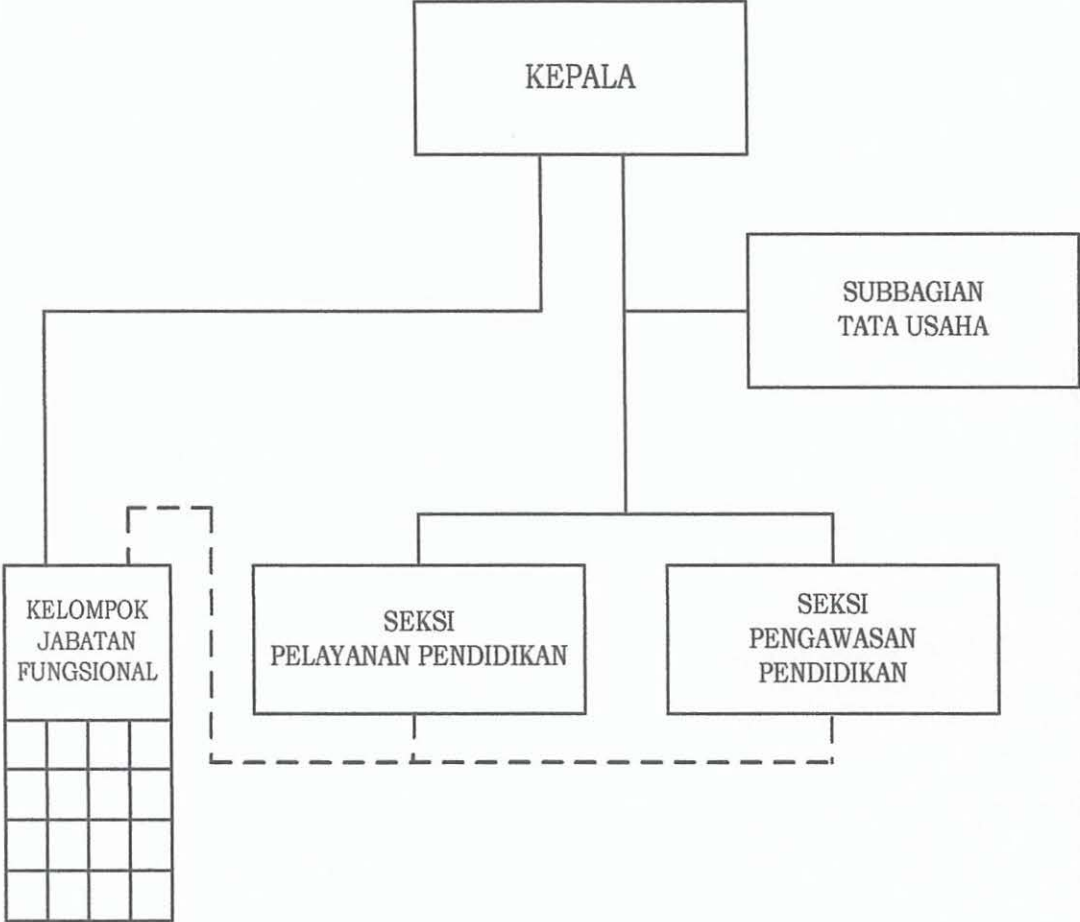 KEPALA
SUBBAGIAN
TATA USAHA
KELOMPOK
JABATAN
FUNGSIONAL
SEKSI
PELAYANAN PENDIDIKAN
SEKSI
PENGAWASAN
PENDIDIKAN